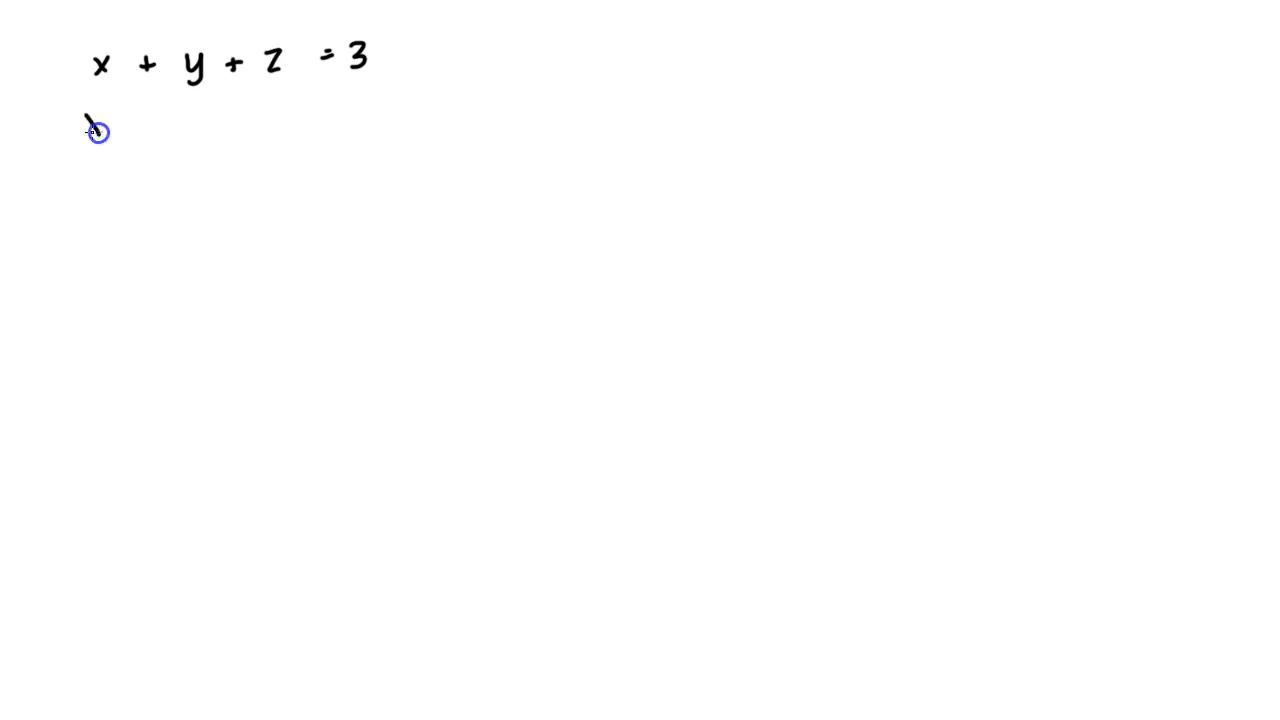 x + y + z = 3